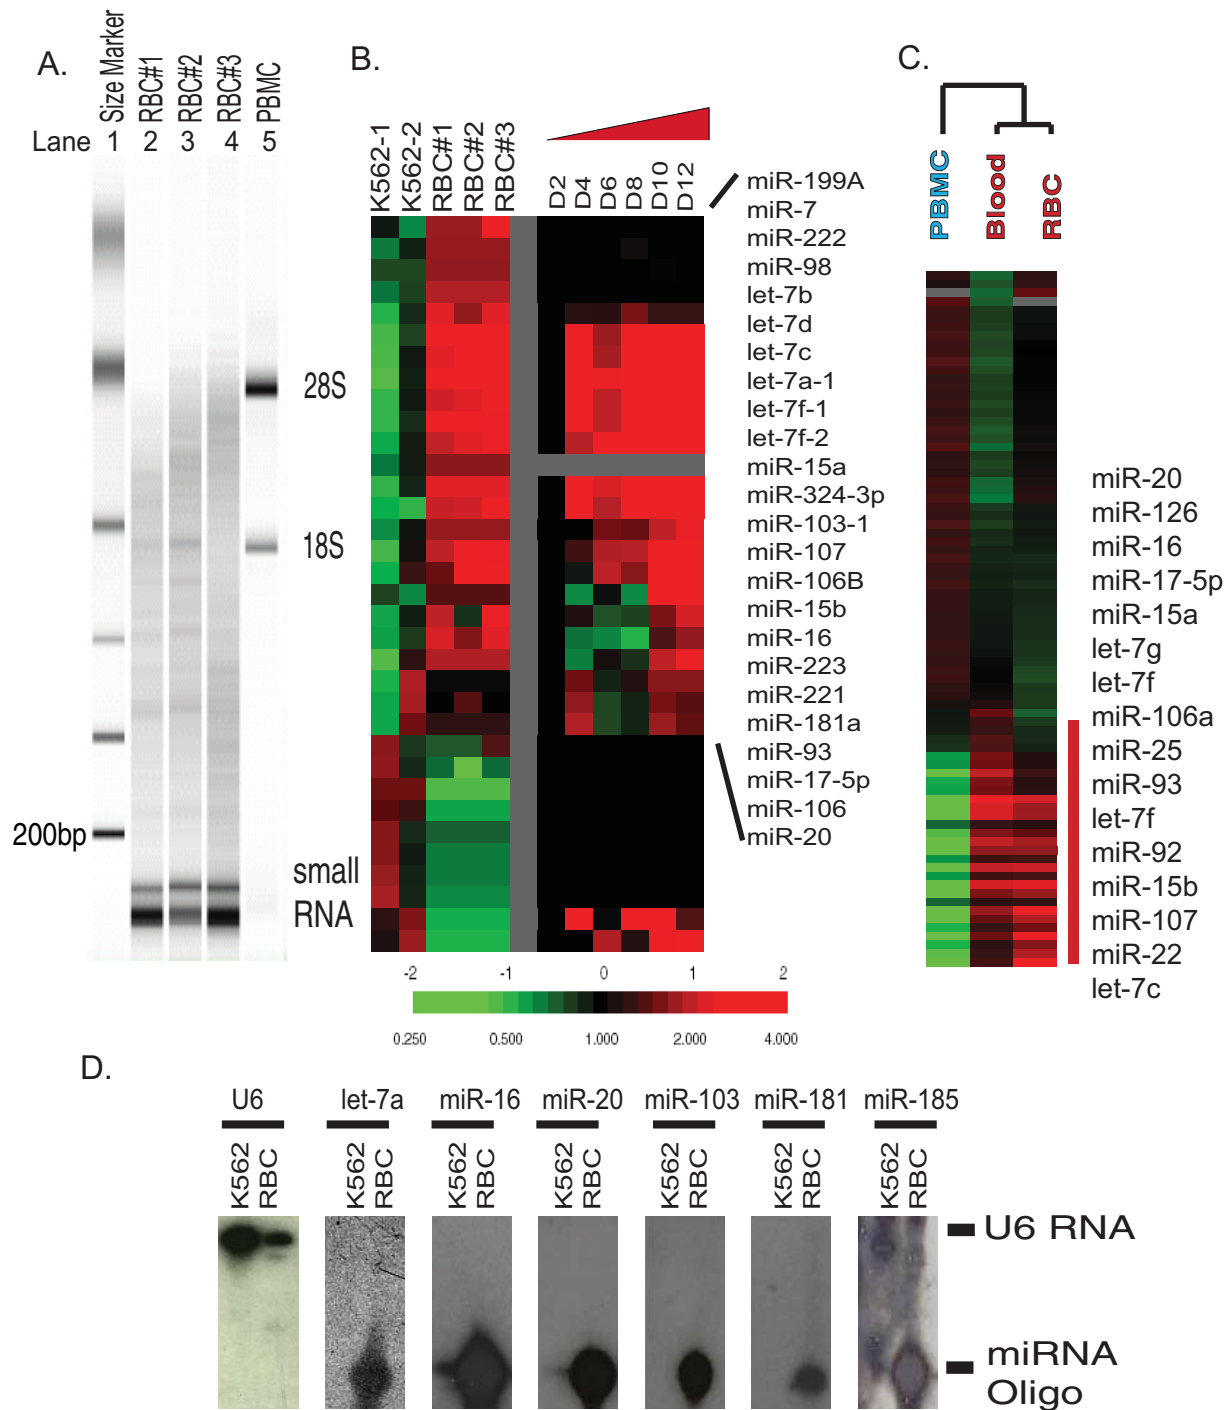 A.
Size Marker
RBC#1
RBC#2
RBC#3
PBMC
Lane 1 2 3 4 5
28S
18S
200bp
small
RNA
B.
K562-1
K562-2
RBC#1
RBC#2
RBC#3
D2
D4
D6
D8
D10
D12
miR-199A
miR-7
miR-222
miR-98
let-7b
let-7d
let-7c
let-7a-1
let-7f-1
let-7f-2
miR-15a
miR-324-3p
miR-103-1
miR-107
miR-106B
miR-15b
miR-16
miR-223
miR-221
miR-181a
miR-93
miR-17-5p
miR-106
miR-20
-2 -1 0 1 2
0.250 0.500 1.000 2.000 4.000
C.
PBMC
Blood
RBC
miR-20
miR-126
miR-16
miR-17-5p
miR-15a
let-7g
let-7f
miR-106a
miR-25
miR-93
let-7f
miR-92
miR-15b
miR-107
miR-22
let-7c
D.
U6 let-7a miR-16 miR-20 miR-103 miR-181 miR-185
K562
RBC
K562
RBC
K562
RBC
K562
RBC
K562
RBC
K562
RBC
K562
RBC
U6 RNA
miRNA
Oligo